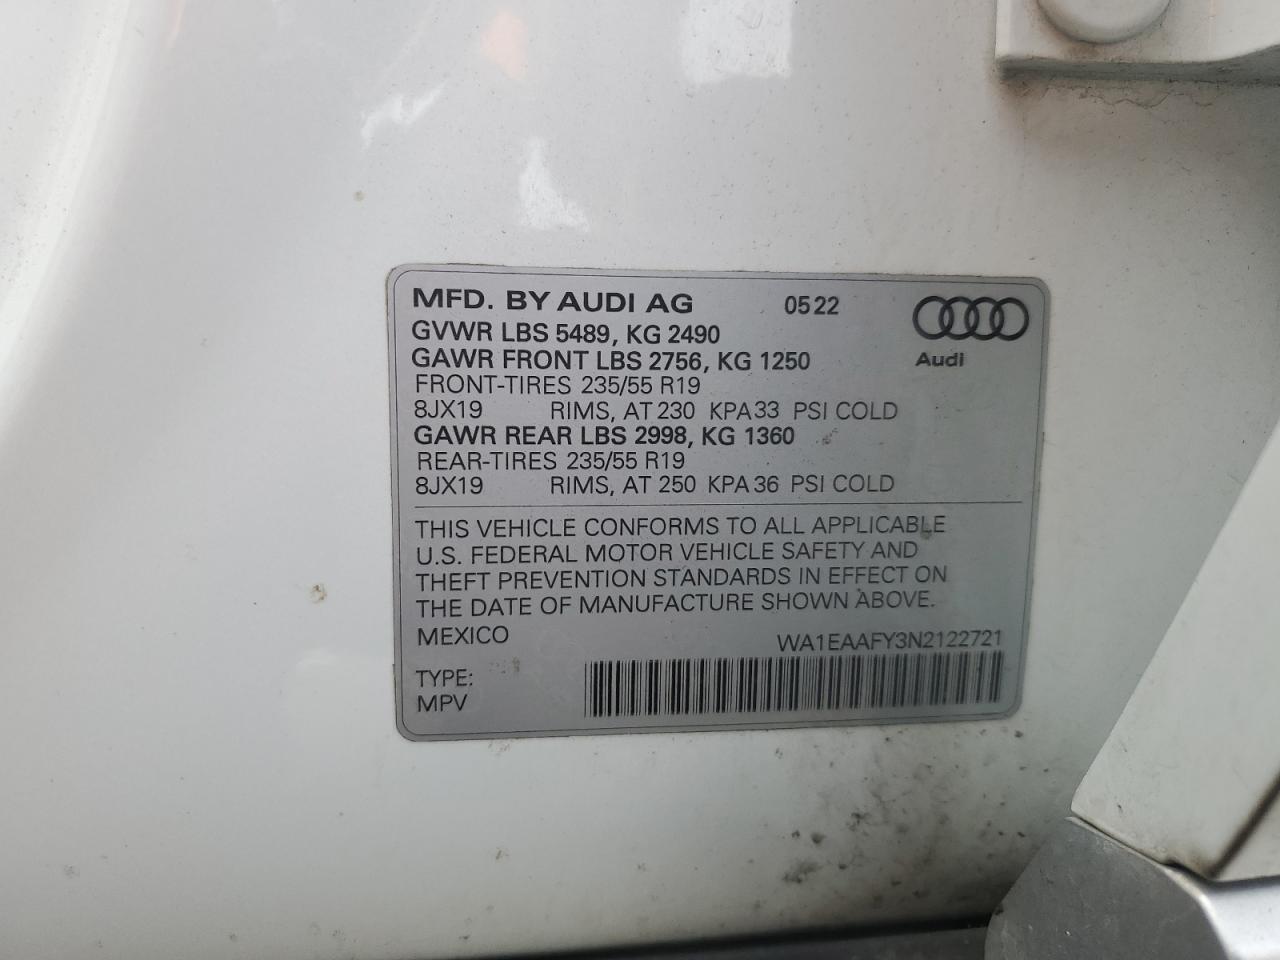 MFD. BY AUDI AG 05 22
GVWR LBS 5489, KG 2490
Audi
GAWR FRONT LBS 2756, KG 1250
FRONT-TIRES 235/55 R19
8JX19 RIMS, AT 230 KPA 33 PSI COLD
GAWR REAR LBS 2998, KG 1360
REAR-TIRES 235/55 R19
8JX19 RIMS, AT 250 KPA 36 PSI COLD
THIS VEHICLE CONFORMS TO ALL APPLICABLE
U.S. FEDERAL MOTOR VEHICLE SAFETY AND
THEFT PREVENTION STANDARDS IN EFFECT ON
THE DATE OF MANUFACTURE SHOWN ABOVE.
MEXICO WA1EAAFY3N2122721
TYPE:
MPV